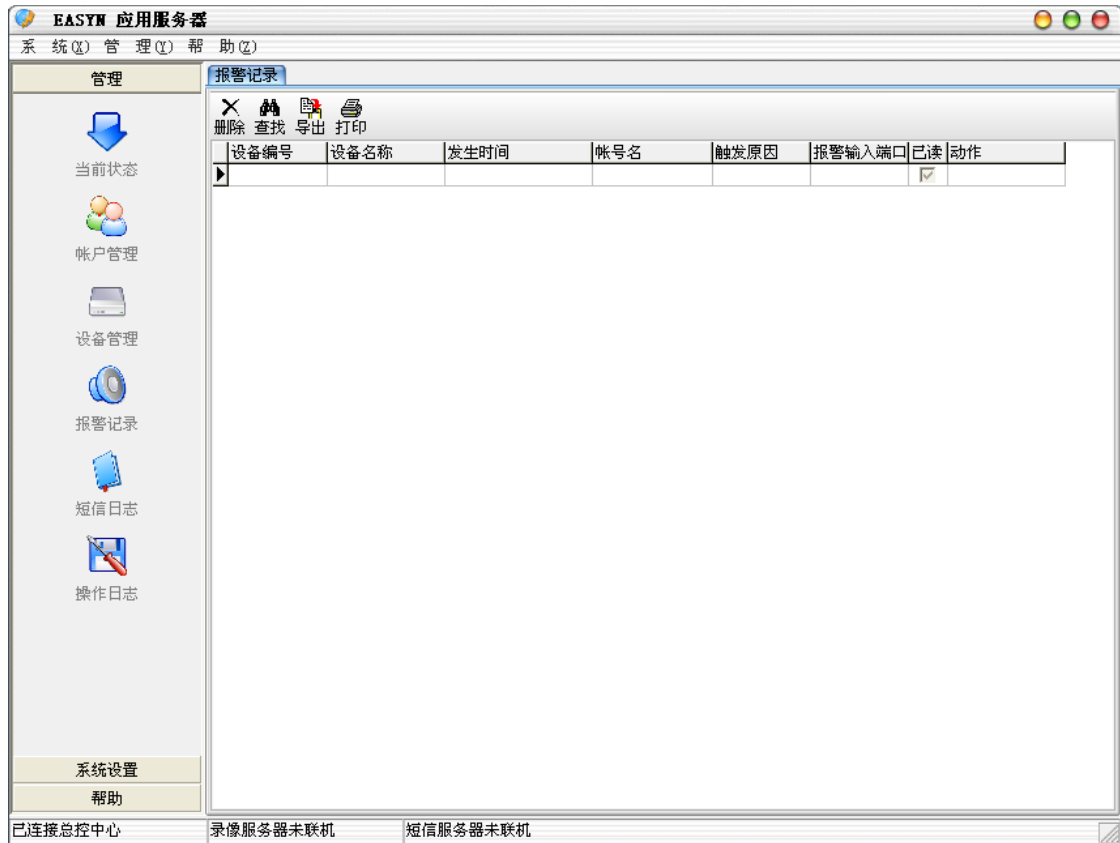 EASYN 应用服务器
系 统(X) 管 理(Y) 帮 助(Z)
管理
当前状态
帐户管理
设备管理
报警记录
短信日志
操作日志
系统设置
帮助
报警记录
删除 查找 导出 打印
设备编号 设备名称 发生时间 帐号名 触发原因 报警输入端口 已读 动作
已连接总控中心 录像服务器未联机 短信服务器未联机